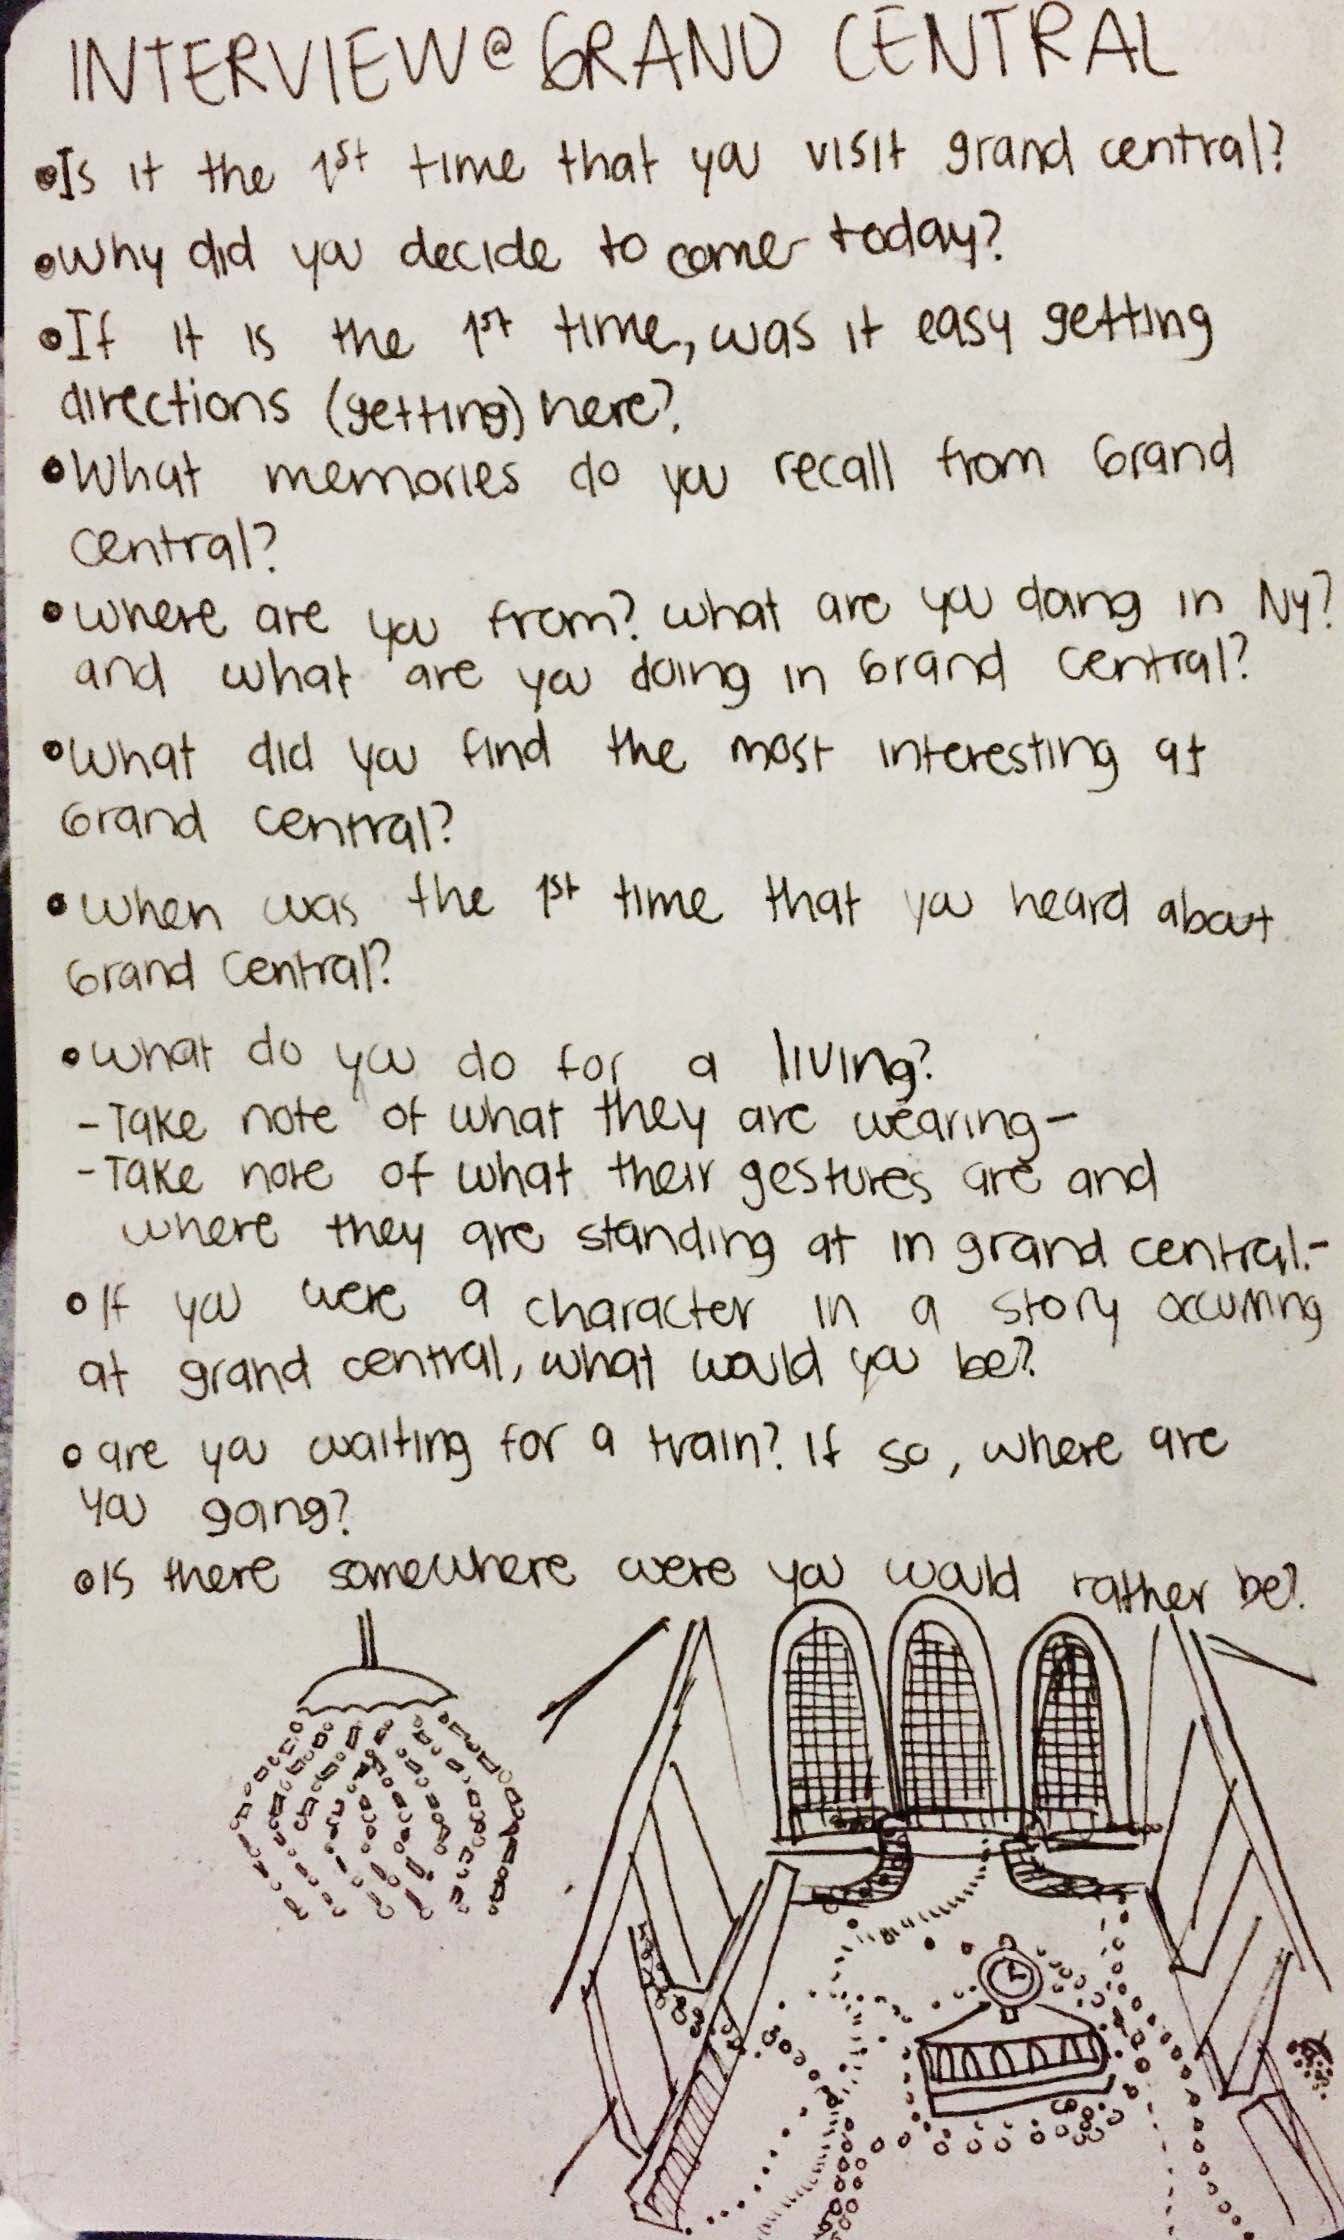 INTERVIEW @ GRAND CENTRAL
•Is it the 1st time that you visit grand central?
•Why did you decide to come today?
•If it is the 1st time, was it easy getting
directions (getting) here?
•What memories do you recall from Grand
central?
•Where are you from? what are you doing in Ny?
and what are you doing in Grand central?
•What did you find the most interesting at
Grand central?
•When was the 1st time that you heard about
Grand Central?
•What do you do for a living?
-Take note of what they are wearing-
-Take note of what their gestures are and
where they are standing at in grand central.-
•If you were a character in a story occurring
at grand central, what would you be?
•are you waiting for a train? If so, where are
you going?
•Is there somewhere were you would rather be?